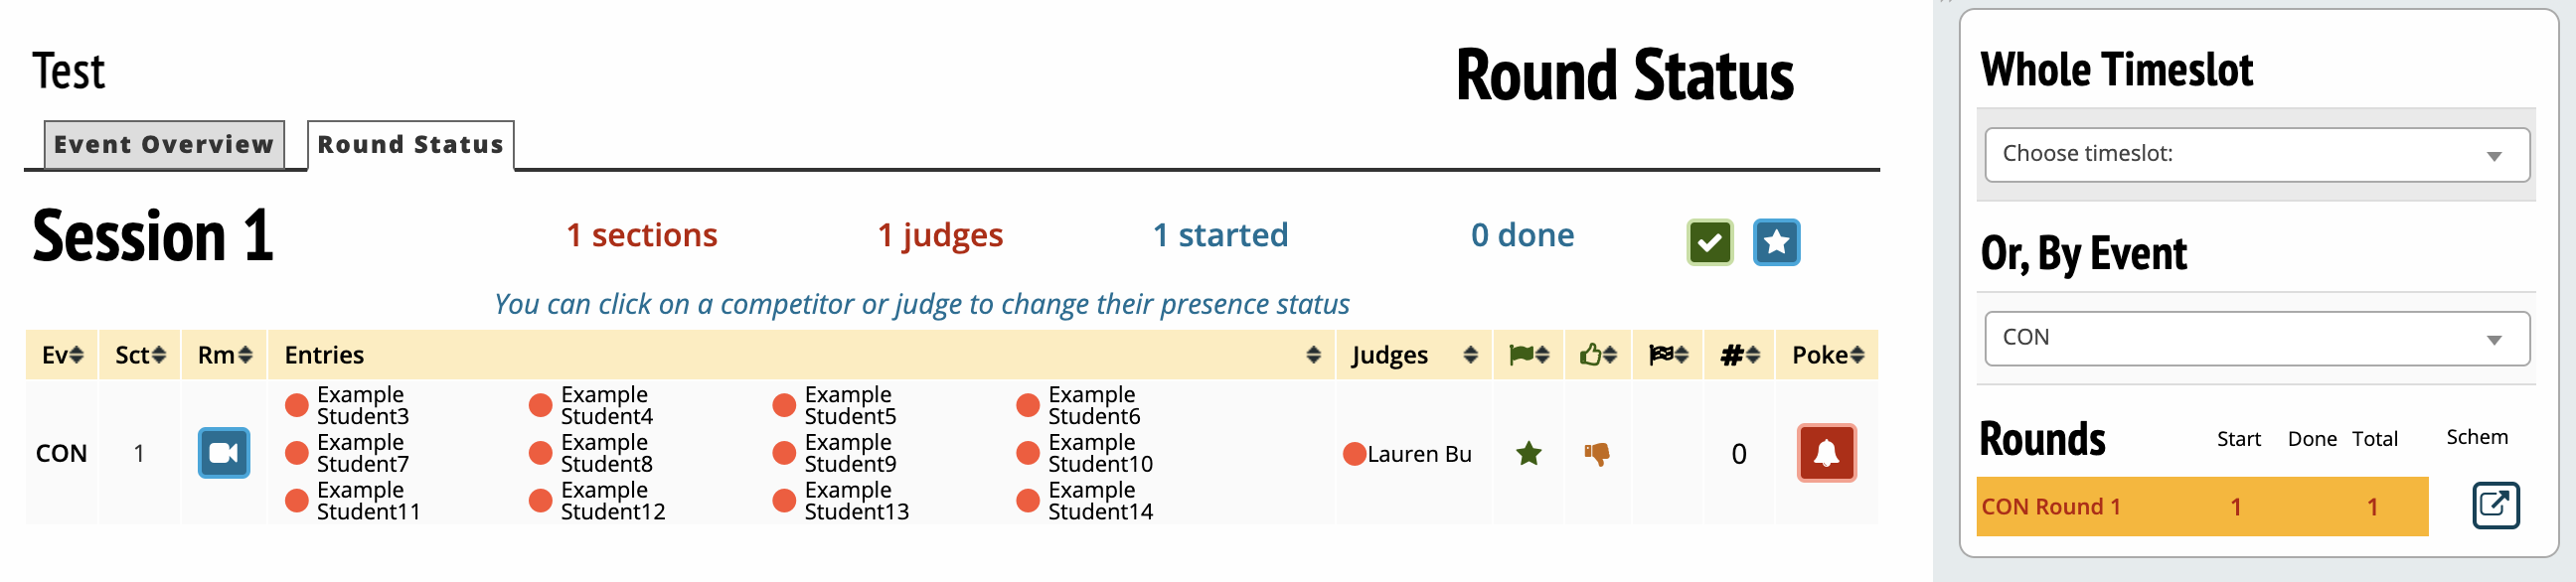 Test
Round Status
Event Overview
Round Status
Session 1
1 sections
1 judges
1 started
0 done
You can click on a competitor or judge to change their presence status
Ev Sct Rm Entries Judges # Poke
CON 1
Example Student3
Example Student4
Example Student5
Example Student6
Example Student7
Example Student8
Example Student9
Example Student10
Example Student11
Example Student12
Example Student13
Example Student14
Lauren Bu
0
Whole Timeslot
Choose timeslot:
Or, By Event
CON
Rounds Start Done Total Schem
CON Round 1 1 1